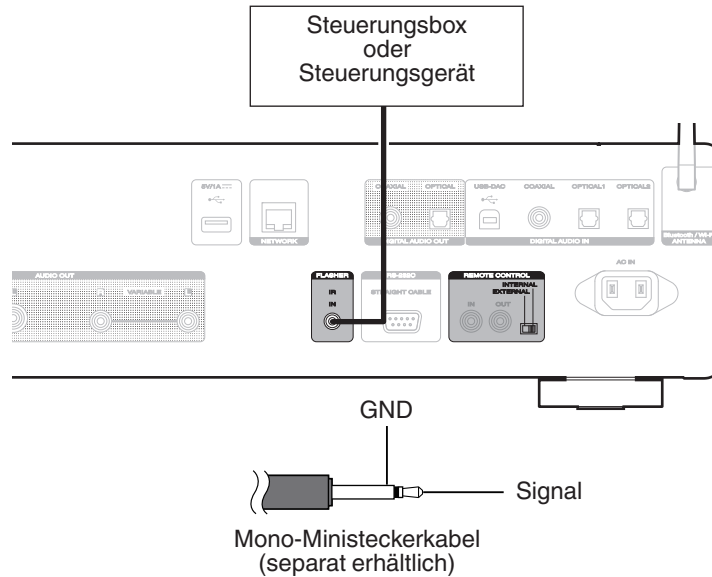 Steuerungsbox
oder
Steuerungsgerät
5V/1A
NETWORK
COAXIAL OPTICAL
DIGITAL AUDIO OUT
USB-DAC COAXIAL OPTICAL1 OPTICAL2
DIGITAL AUDIO IN
ANTENNA
AUDIO OUT
VARIABLE
FLASHER
IR
IN
RS-232C
STRAIGHT CABLE
REMOTE CONTROL
INTERNAL
EXTERNAL
IN OUT
AC IN
GND
Signal
Mono-Ministeckerkabel
(separat erhältlich)